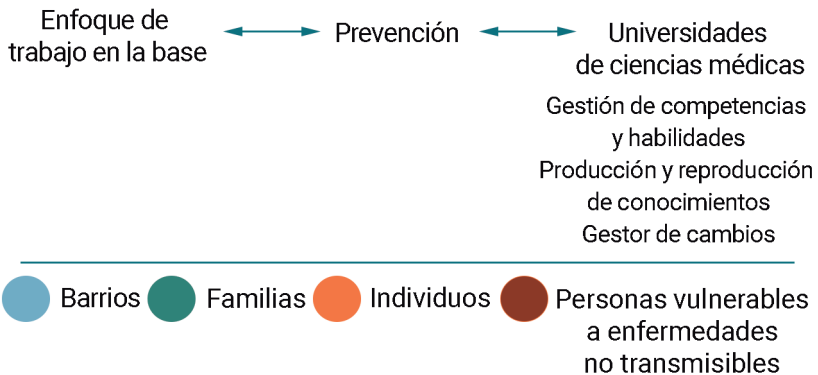 Enfoque de
trabajo en la base
Prevención
Universidades
de ciencias médicas
Gestión de competencias
y habilidades
Producción y reproducción
de conocimientos
Gestor de cambios
Barrios
Familias
Individuos
Personas vulnerables
a enfermedades
no transmisibles